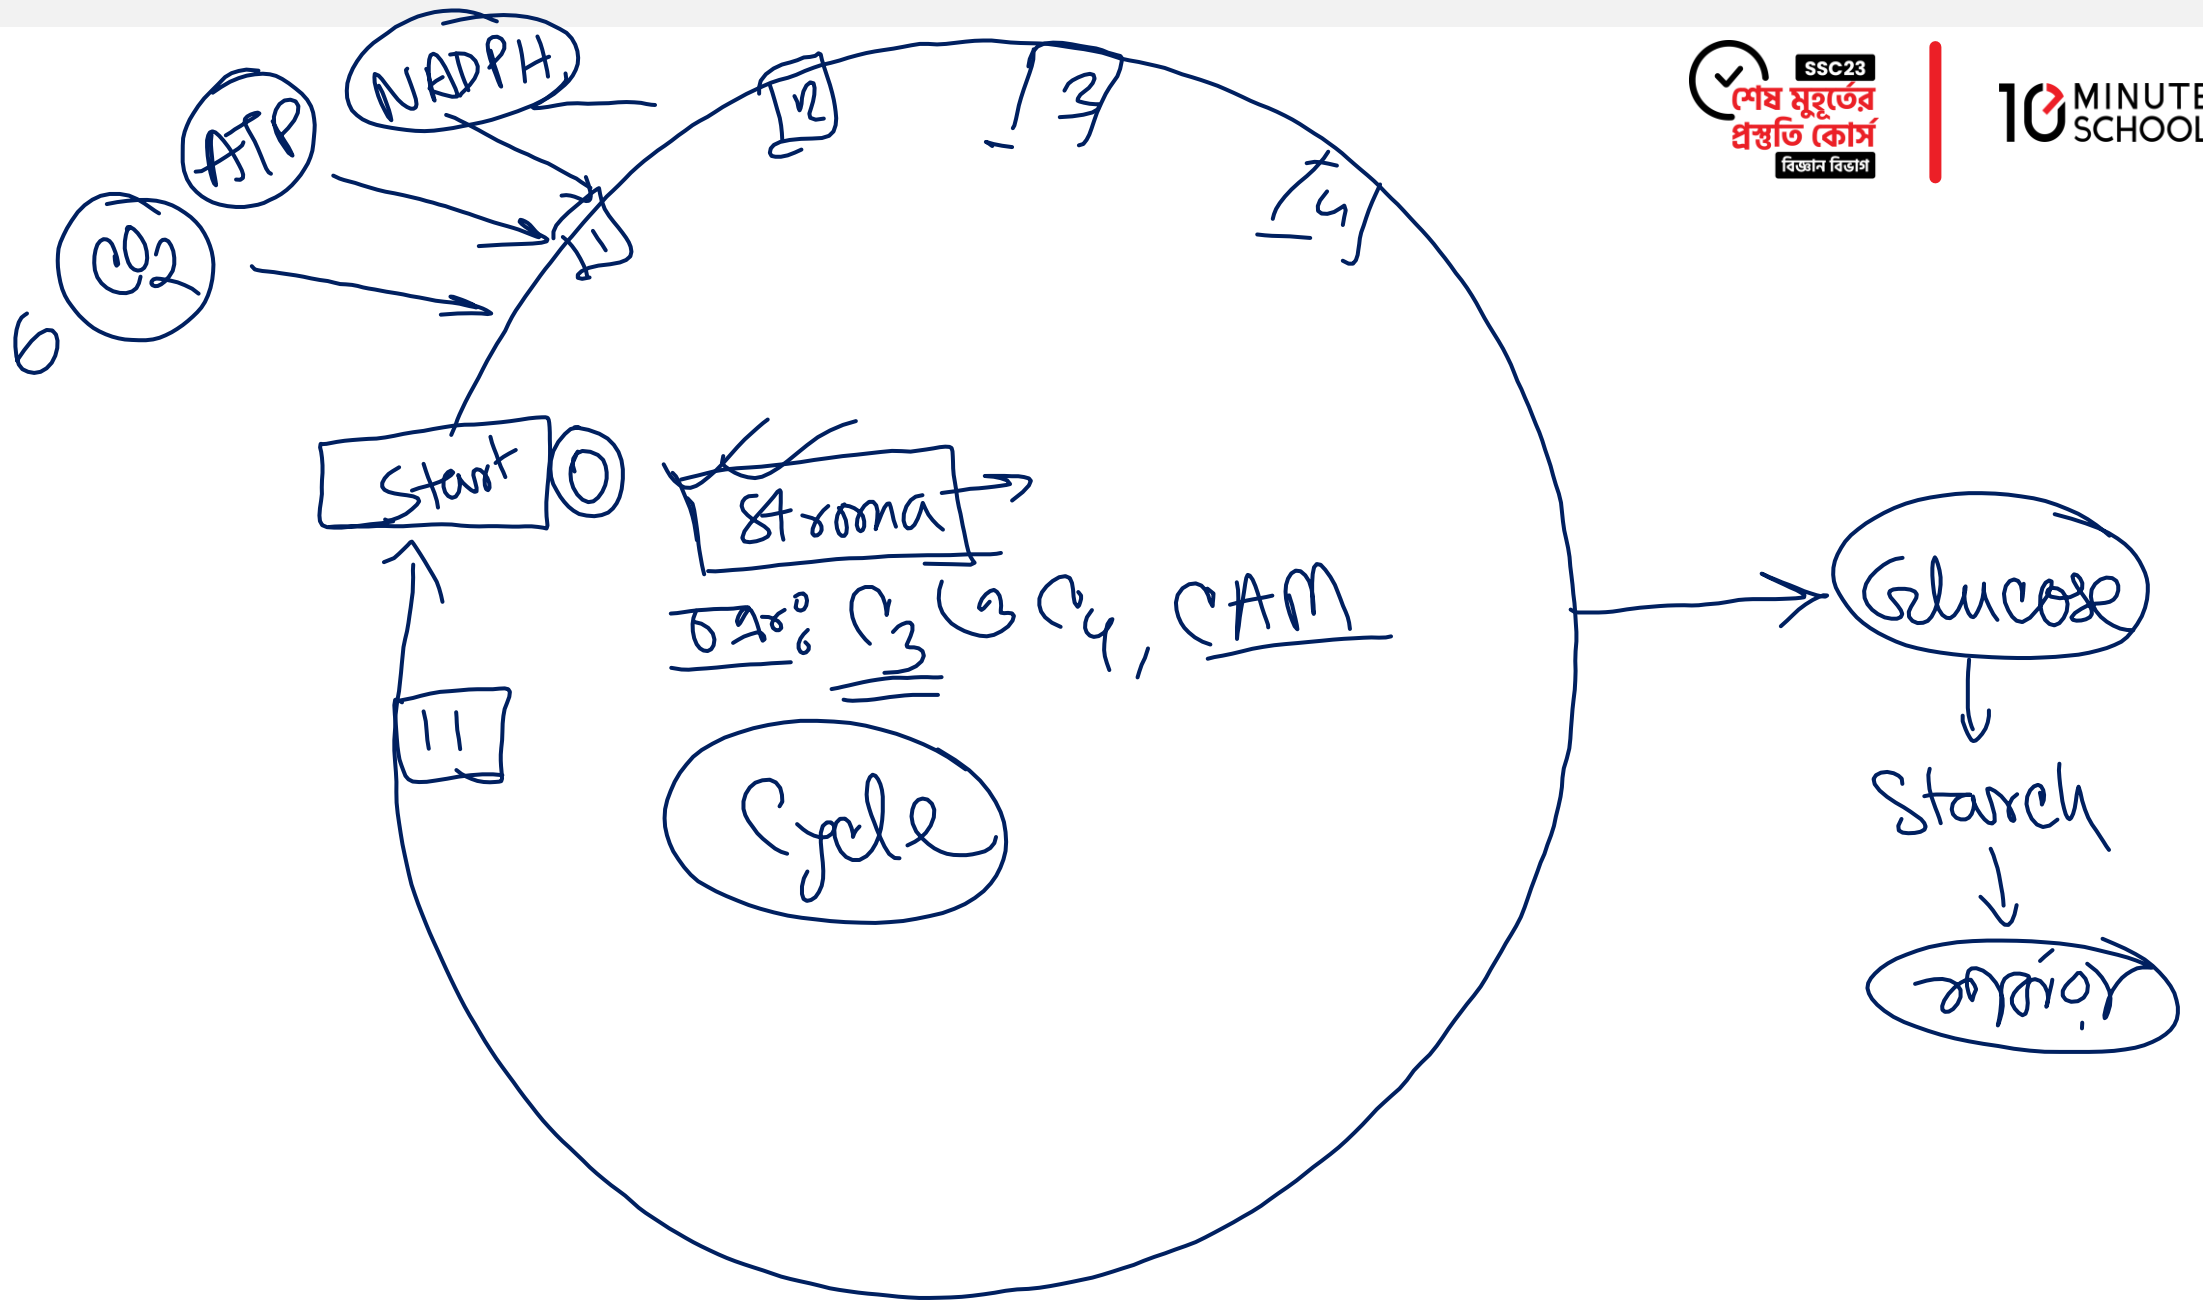 NADPH
ATP
CO2
6
1
2
3
4
SSC23
শেষ মুহূর্তের
প্রস্তুতি কোর্স
বিজ্ঞান বিভাগ
10 MINUTE
SCHOOL
Start 0
Stroma
C3 ও C4, CAM
11
Cycle
Glucose
Starch